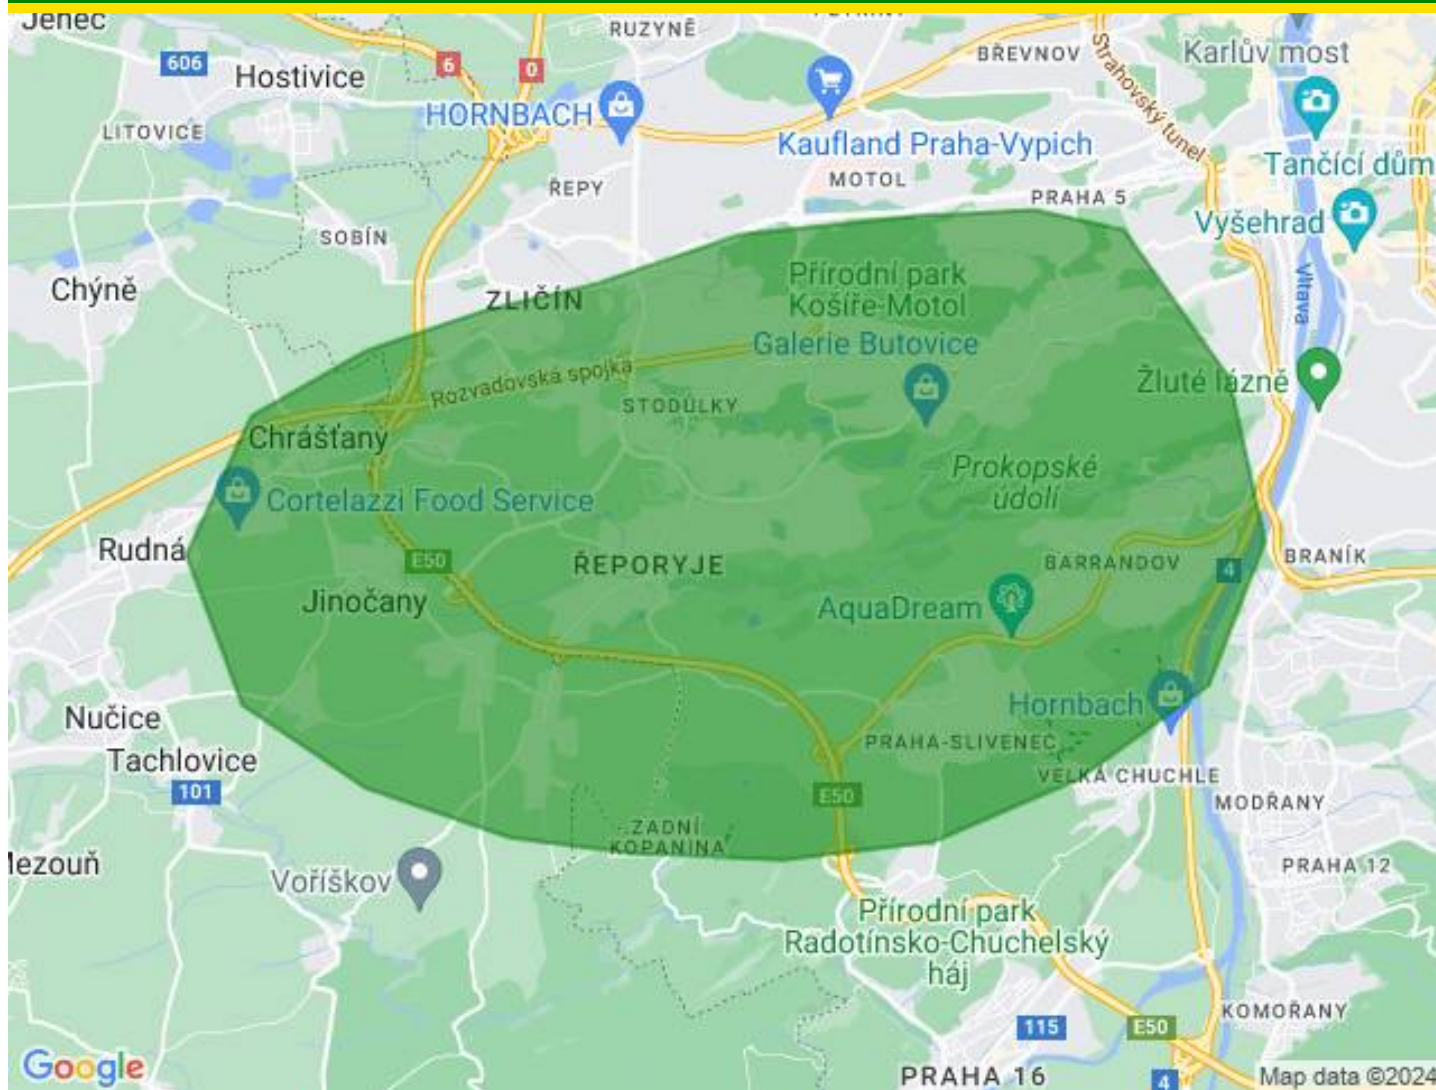 Jeneč
RUZYNĚ
BŘEVNOV
Karlův most
606
Hostivice
6
0
Strahovský tunel
HORNBACH
LITOVICE
Kaufland Praha-Vypich
Tančící dům
ŘEPY
MOTOL
PRAHA 5
Vyšehrad
SOBÍN
Chýně
ZLIČÍN
Přírodní park
Košíře-Motol
Vltava
Galerie Butovice
Rozvadovská spojka
Žluté lázně
STODŮLKY
Chrášťany
Prokopské
údolí
Cortelazzi Food Service
Rudná
E50
ŘEPORYJE
BARRANDOV
4
BRANÍK
Jinočany
AquaDream
Nučice
Hornbach
PRAHA-SLIVENEC
Tachlovice
VELKÁ CHUCHLE
101
E50
MODŘANY
ZADNÍ
KOPANINA
PRAHA 12
Voříškov
Přírodní park
Radotínsko-Chuchelský
háj
KOMOŘANY
115
E50
Google
PRAHA 16
4
Map data ©2024